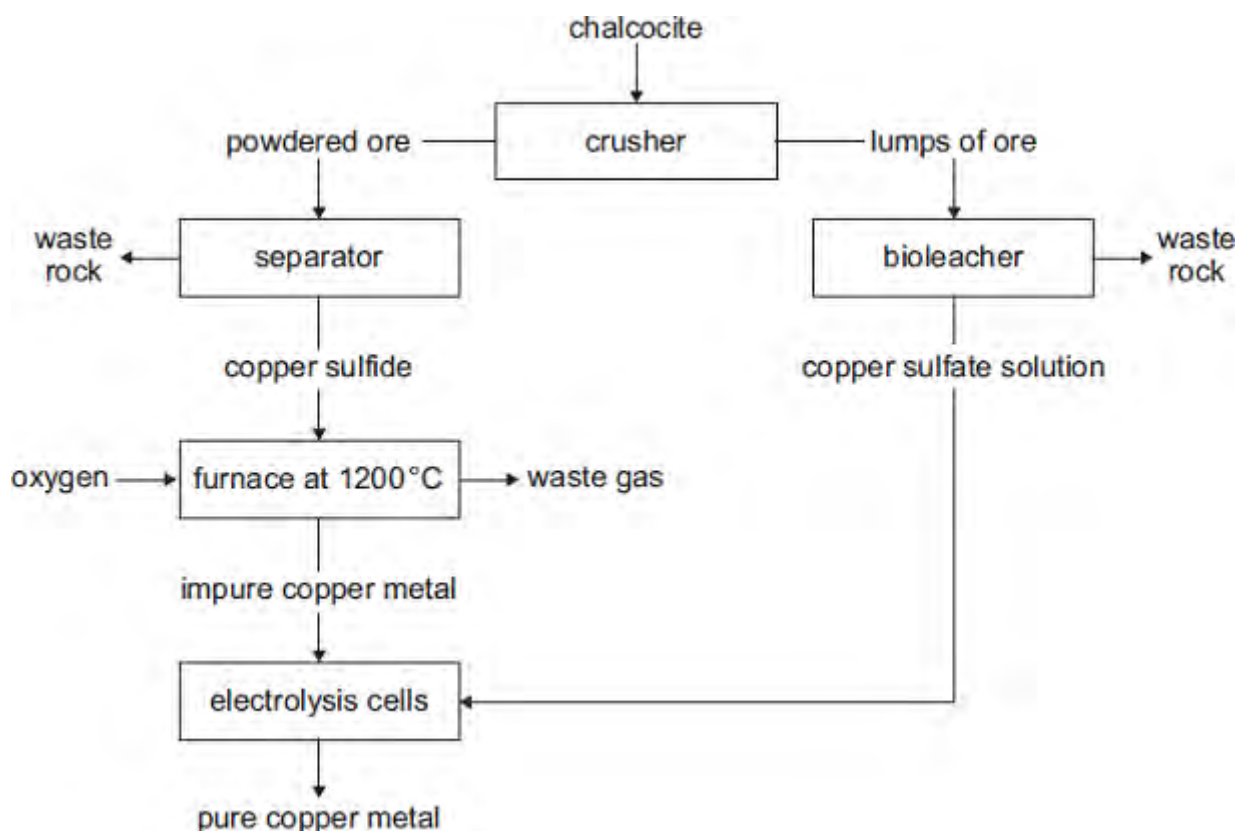 chalcocite
powdered ore
crusher
lumps of ore
waste
rock
separator
bioleacher
waste
rock
copper sulfide
copper sulfate solution
oxygen
furnace at 1200°C
waste gas
impure copper metal
electrolysis cells
pure copper metal